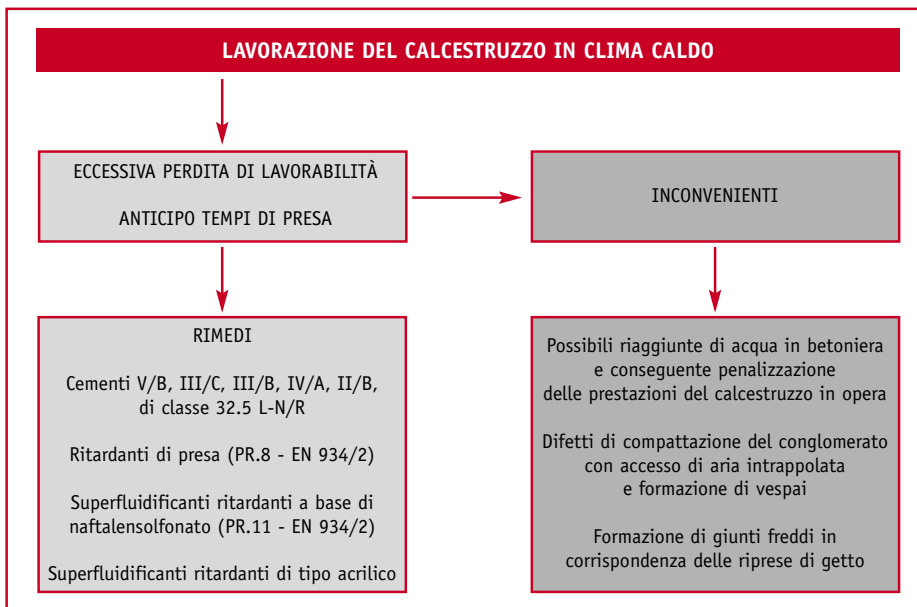 LAVORAZIONE DEL CALCESTRUZZO IN CLIMA CALDO
ECCESSIVA PERDITA DI LAVORABILITÀ
ANTICIPO TEMPI DI PRESA
INCONVENIENTI
RIMEDI
Cementi V/B, III/C, III/B, IV/A, II/B,
di classe 32.5 L-N/R
Ritardanti di presa (PR.8 - EN 934/2)
Superfluidificanti ritardanti a base di
naftalensolfonato (PR.11 - EN 934/2)
Superfluidificanti ritardanti di tipo acrilico
Possibili riaggiunte di acqua in betoniera
e conseguente penalizzazione
delle prestazioni del calcestruzzo in opera
Difetti di compattazione del conglomerato
con accesso di aria intrappolata
e formazione di vespai
Formazione di giunti freddi in
corrispondenza delle riprese di getto